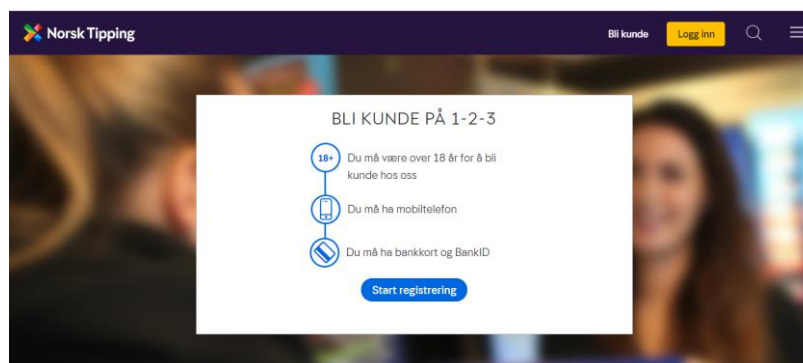 Norsk Tipping
Bli kunde
Logg inn
BLI KUNDE PÅ 1-2-3
18+
Du må være over 18 år for å bli
kunde hos oss
Du må ha mobiltelefon
Du må ha bankkort og BankID
Start registrering